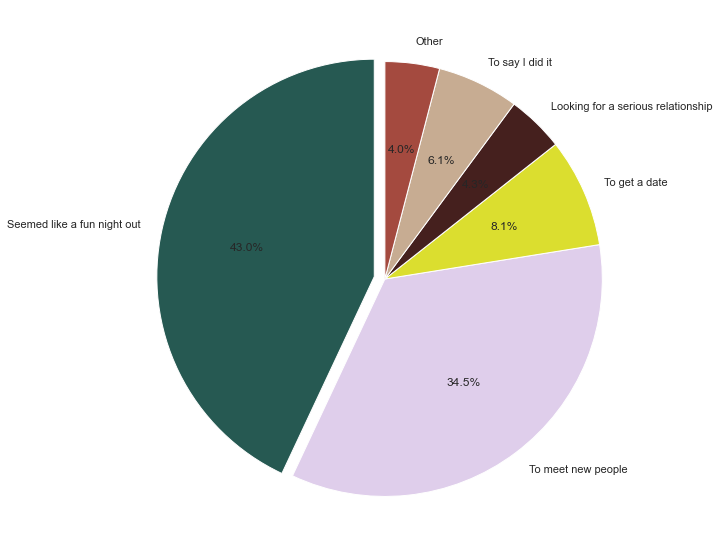 Other
To say I did it
Looking for a serious relationship
To get a date
Seemed like a fun night out
To meet new people
4.0%
6.1%
8.1%
43.0%
34.5%